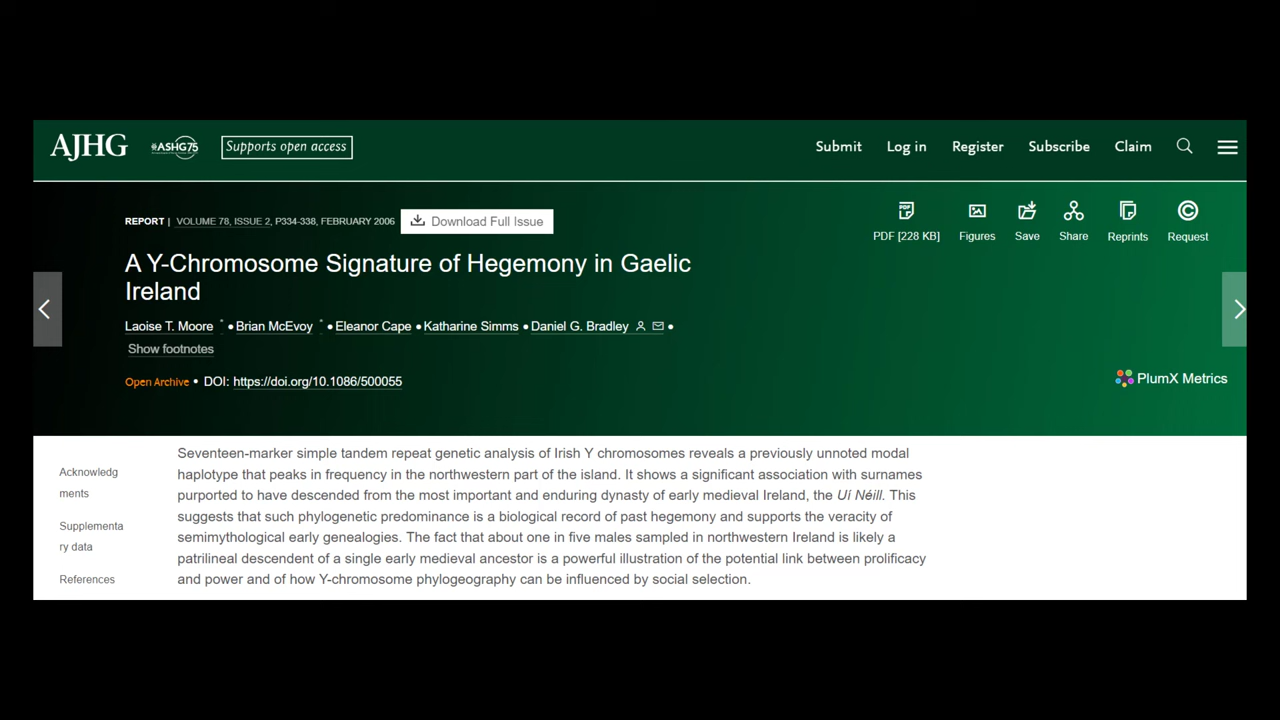 AJHG
#ASHG75
Supports open access
Submit
Log in
Register
Subscribe
Claim
REPORT | VOLUME 78, ISSUE 2, P334-338, FEBRUARY 2006
Download Full Issue
PDF
PDF [228 KB]
Figures
Save
Share
Reprints
Request
A Y-Chromosome Signature of Hegemony in Gaelic
Ireland
Laoise T. Moore * • Brian McEvoy * • Eleanor Cape • Katharine Simms • Daniel G. Bradley •
Show footnotes
Open Archive • DOI: https://doi.org/10.1086/500055
PlumX Metrics
Acknowledg
ments
Supplementa
ry data
References
Seventeen-marker simple tandem repeat genetic analysis of Irish Y chromosomes reveals a previously unnoted modal
haplotype that peaks in frequency in the northwestern part of the island. It shows a significant association with surnames
purported to have descended from the most important and enduring dynasty of early medieval Ireland, the Uí Néill. This
suggests that such phylogenetic predominance is a biological record of past hegemony and supports the veracity of
semimythological early genealogies. The fact that about one in five males sampled in northwestern Ireland is likely a
patrilineal descendent of a single early medieval ancestor is a powerful illustration of the potential link between prolificacy
and power and of how Y-chromosome phylogeography can be influenced by social selection.